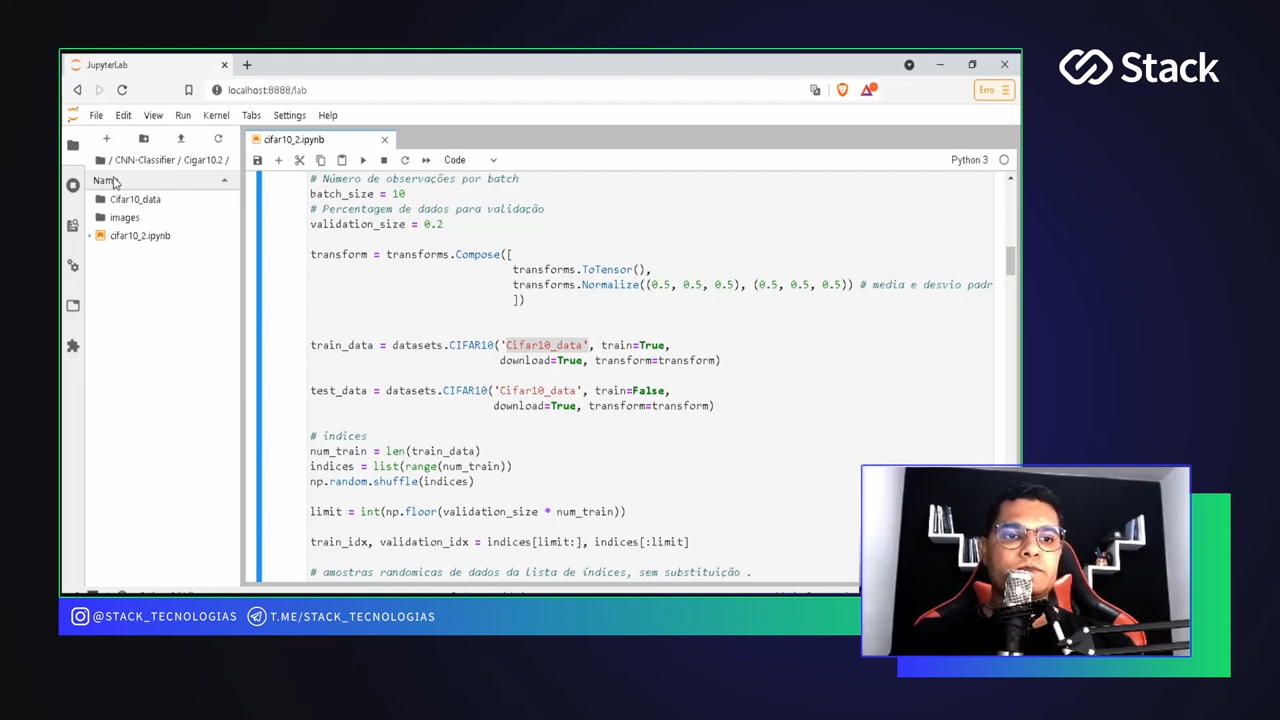 Stack
JupyterLab
localhost:8888/lab
Erro
File Edit View Run Kernel Tabs Settings Help
cifar10_2.ipynb
/ CNN-Classifier / Cigar10.2 /
Code
Python 3
Name
Cifar10_data
images
cifar10_2.ipynb
# Número de observações por batch
batch_size = 10
# Percentagem de dados para validação
validation_size = 0.2
transform = transforms.Compose([
transforms.ToTensor(),
transforms.Normalize((0.5, 0.5, 0.5), (0.5, 0.5, 0.5)) # media e desvio padr
])
train_data = datasets.CIFAR10('Cifar10_data', train=True,
download=True, transform=transform)
test_data = datasets.CIFAR10('Cifar10_data', train=False,
download=True, transform=transform)
# indices
num_train = len(train_data)
indices = list(range(num_train))
np.random.shuffle(indices)
limit = int(np.floor(validation_size * num_train))
train_idx, validation_idx = indices[limit:], indices[:limit]
# amostras randomicas de dados da lista de indices, sem substituição .
@STACK_TECNOLOGIAS
T.ME/STACK_TECNOLOGIAS